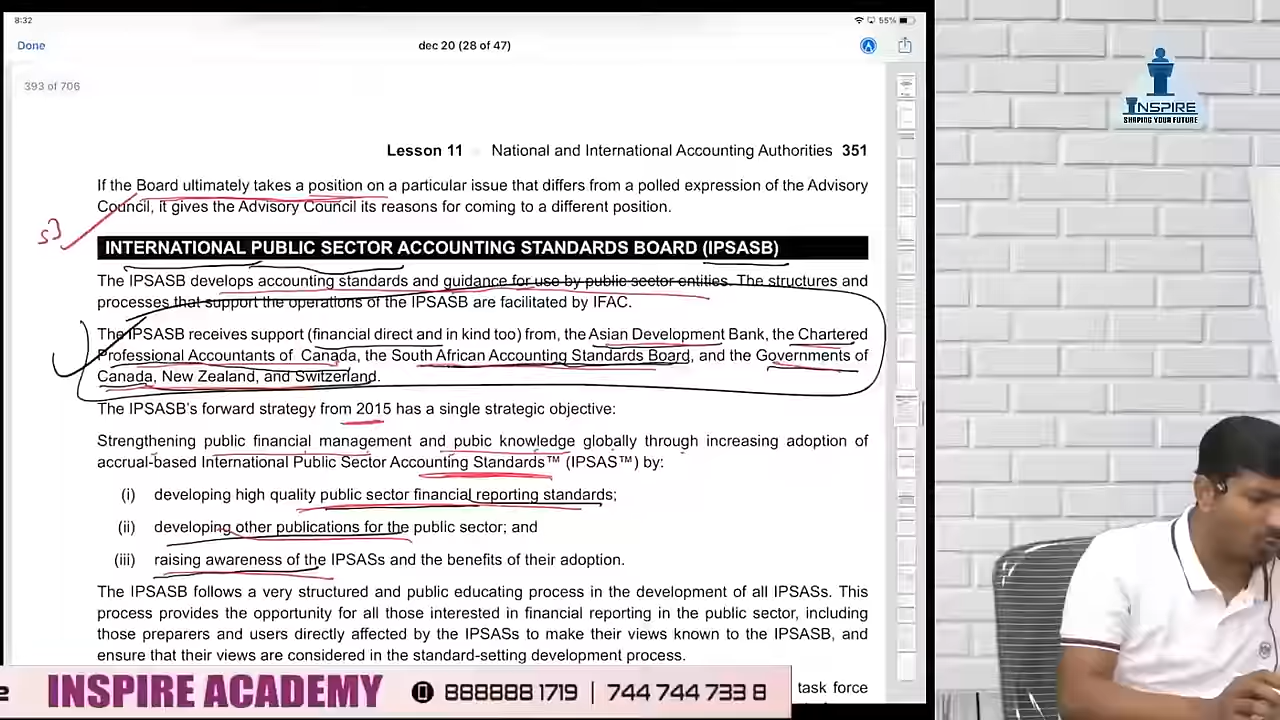 8:32
55%
Done
dec 20 (28 of 47)
393 of 706
INSPIRE
SHAPING YOUR FUTURE
Lesson 11 National and International Accounting Authorities 351
If the Board ultimately takes a position on a particular issue that differs from a polled expression of the Advisory
Council, it gives the Advisory Council its reasons for coming to a different position.
53
INTERNATIONAL PUBLIC SECTOR ACCOUNTING STANDARDS BOARD (IPSASB)
The IPSASB develops accounting standards and guidance for use by public sector entities. The structures and
processes that support the operations of the IPSASB are facilitated by IFAC.
The IPSASB receives support (financial direct and in kind too) from, the Asian Development Bank, the Chartered
Professional Accountants of Canada, the South African Accounting Standards Board, and the Governments of
Canada, New Zealand, and Switzerland.
The IPSASB's forward strategy from 2015 has a single strategic objective:
Strengthening public financial management and pubic knowledge globally through increasing adoption of
accrual-based International Public Sector Accounting Standards™ (IPSAS™) by:
(i) developing high quality public sector financial reporting standards;
(ii) developing other publications for the public sector; and
(iii) raising awareness of the IPSASs and the benefits of their adoption.
The IPSASB follows a very structured and public educating process in the development of all IPSASs. This
process provides the opportunity for all those interested in financial reporting in the public sector, including
those preparers and users directly affected by the IPSASs to make their views known to the IPSASB, and
ensure that their views are considered in the standard-setting development process.
task force
INSPIRE ACADEMY 888888 1719 | 744 744 733 8